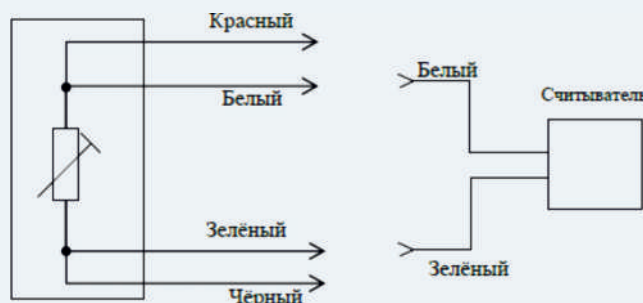 Красный
Белый
Белый
Считыватель
Зелёный
Зелёный
Чёрный